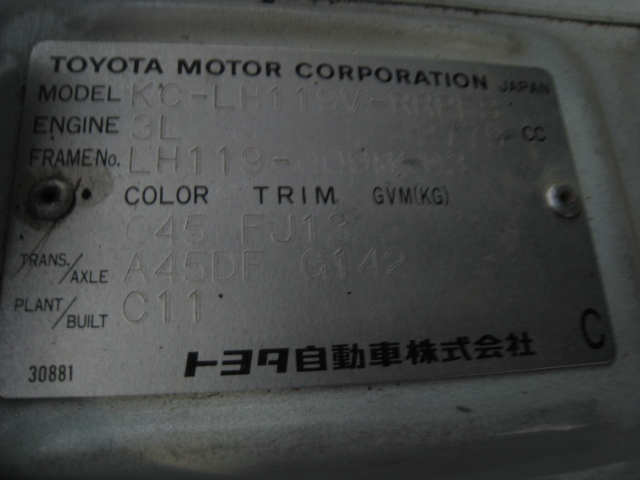 TOYOTA MOTOR CORPORATION JAPAN
MODEL
ENGINE 3L CC
FRAME No.
COLOR TRIM GVM(KG)
045 FJ13
TRANS./AXLE A45DF G142
PLANT/BUILT C11
C
30881 トヨタ自動車株式会社